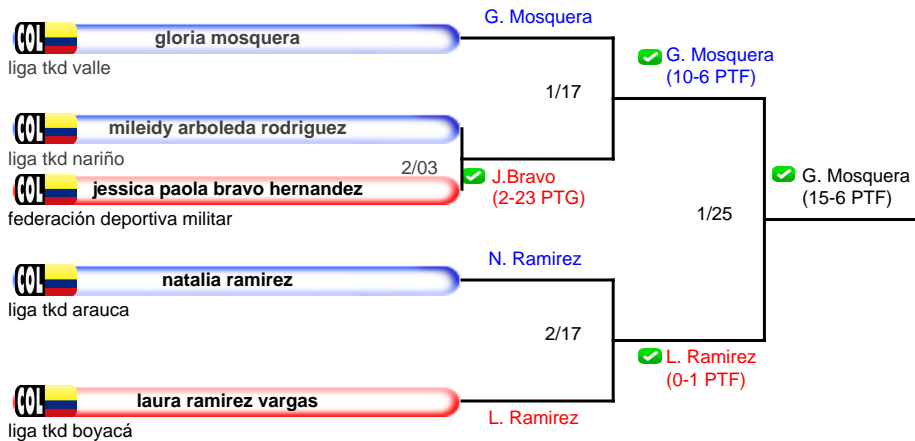 G. Mosquera
COL gloria mosquera
liga tkd valle
G. Mosquera
(10-6 PTF)
1/17
COL mileidy arboleda rodriguez
liga tkd nariño
2/03
COL jessica paola bravo hernandez
J.Bravo
(2-23 PTG)
federación deportiva militar
G. Mosquera
(15-6 PTF)
1/25
N. Ramirez
COL natalia ramirez
liga tkd arauca
2/17
L. Ramirez
(0-1 PTF)
COL laura ramirez vargas
L. Ramirez
liga tkd boyacá